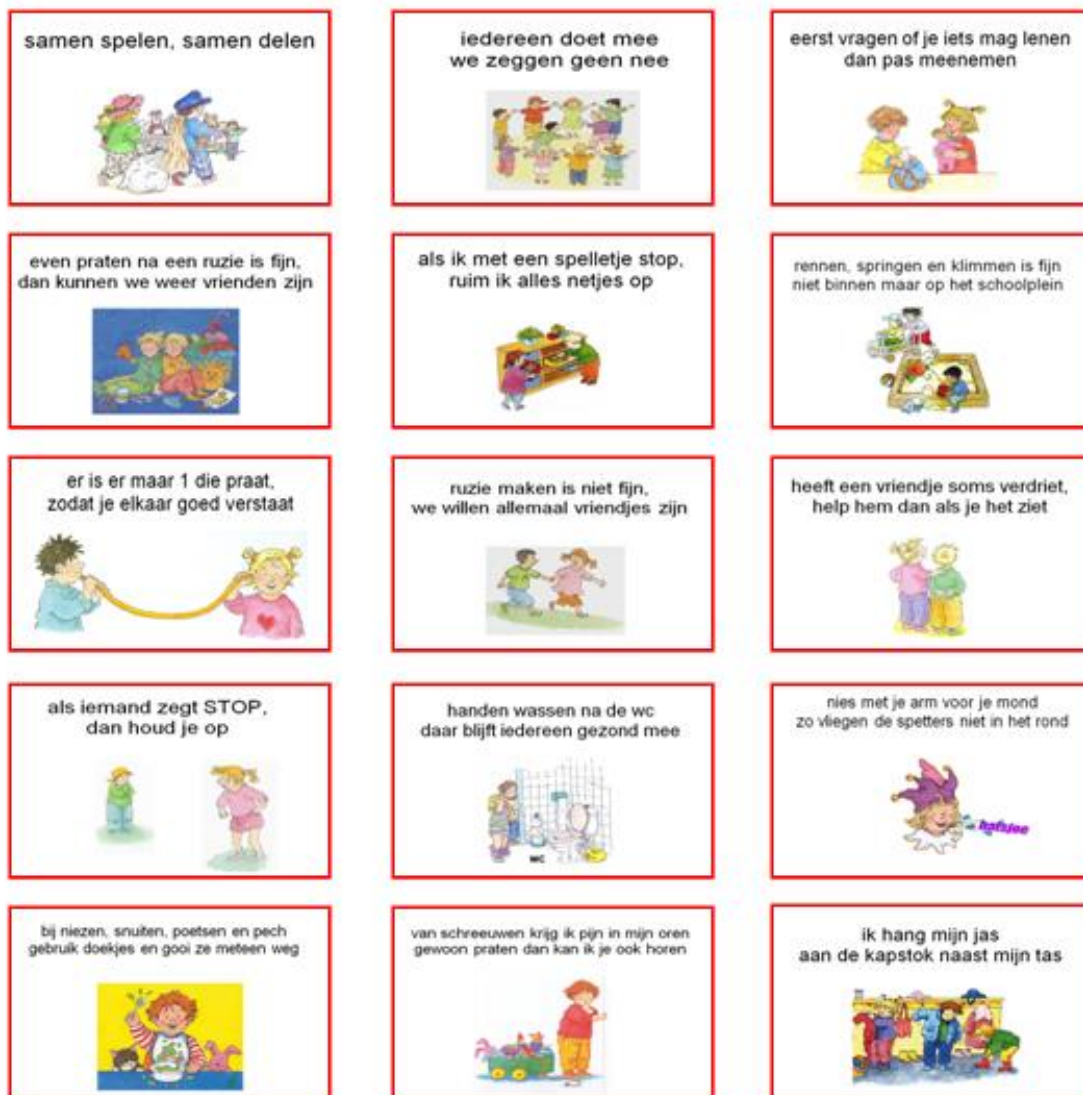 samen spelen, samen delen
iedereen doet mee
we zeggen geen nee
eerst vragen of je iets mag lenen
dan pas meenemen
even praten na een ruzie is fijn,
dan kunnen we weer vrienden zijn
als ik met een spelletje stop,
ruim ik alles netjes op
rennen, springen en klimmen is fijn
niet binnen maar op het schoolplein
er is er maar 1 die praat,
zodat je elkaar goed verstaat
ruzie maken is niet fijn,
we willen allemaal vriendjes zijn
heeft een vriendje soms verdriet,
help hem dan als je het ziet
als iemand zegt STOP,
dan houd je op
handen wassen na de wc
daar blijft iedereen gezond mee
WC
nies met je arm voor je mond
zo vliegen de spetters niet in het rond
hatsjoe
bij niezen, snuiten, poetsen en pech
gebruik doekjes en gooi ze meteen weg
van schreeuwen krijg ik pijn in mijn oren
gewoon praten dan kan ik je ook horen
ik hang mijn jas
aan de kapstok naast mijn tas